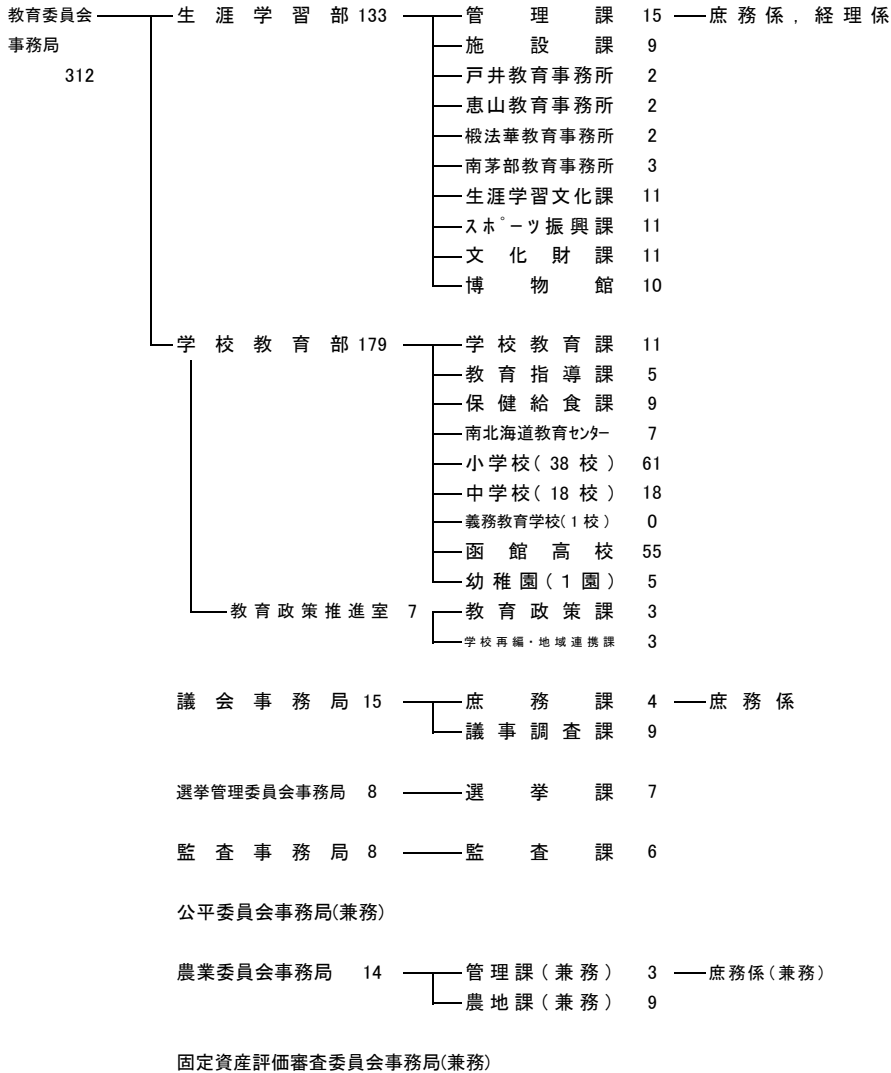 教育委員会 生涯学習部 133 管理課 15 庶務係，経理係
事務局 施設課 9
312 戸井教育事務所 2
恵山教育事務所 2
椴法華教育事務所 2
南茅部教育事務所 3
生涯学習文化課 11
スポーツ振興課 11
文化財課 11
博物館 10
学校教育部 179 学校教育課 11
教育指導課 5
保健給食課 9
南北海道教育センター 7
小学校(38校) 61
中学校(18校) 18
義務教育学校(1校) 0
函館高校 55
幼稚園(1園) 5
教育政策推進室 7 教育政策課 3
学校再編・地域連携課 3
議会事務局 15 庶務課 4 庶務係
議事調査課 9
選挙管理委員会事務局 8 選挙課 7
監査事務局 8 監査課 6
公平委員会事務局(兼務)
農業委員会事務局 14 管理課(兼務) 3 庶務係(兼務)
農地課(兼務) 9
固定資産評価審査委員会事務局(兼務)